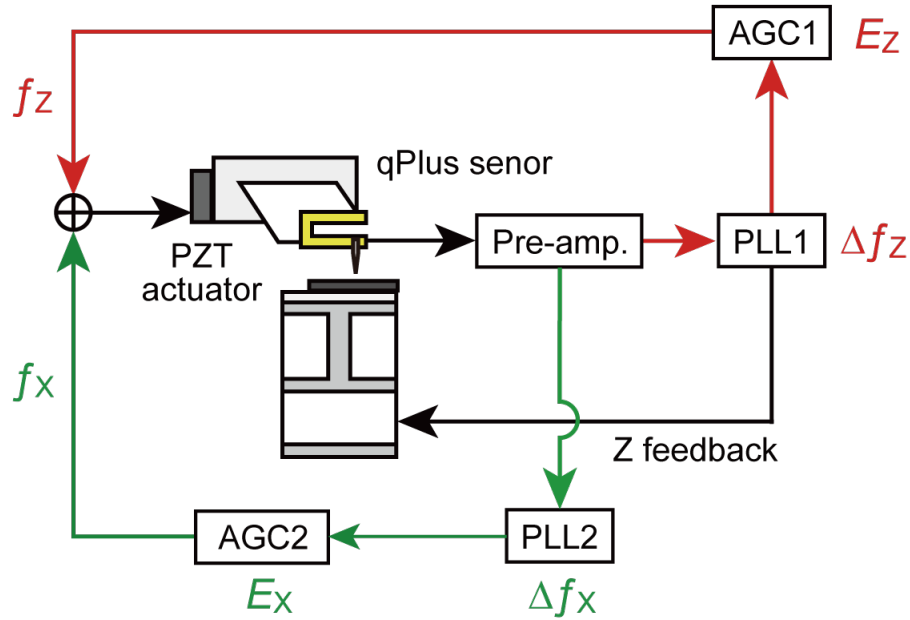 AGC1
EZ
fZ
qPlus senor
PZT
actuator
Pre-amp.
PLL1
ΔfZ
fX
Z feedback
AGC2
PLL2
EX
ΔfX